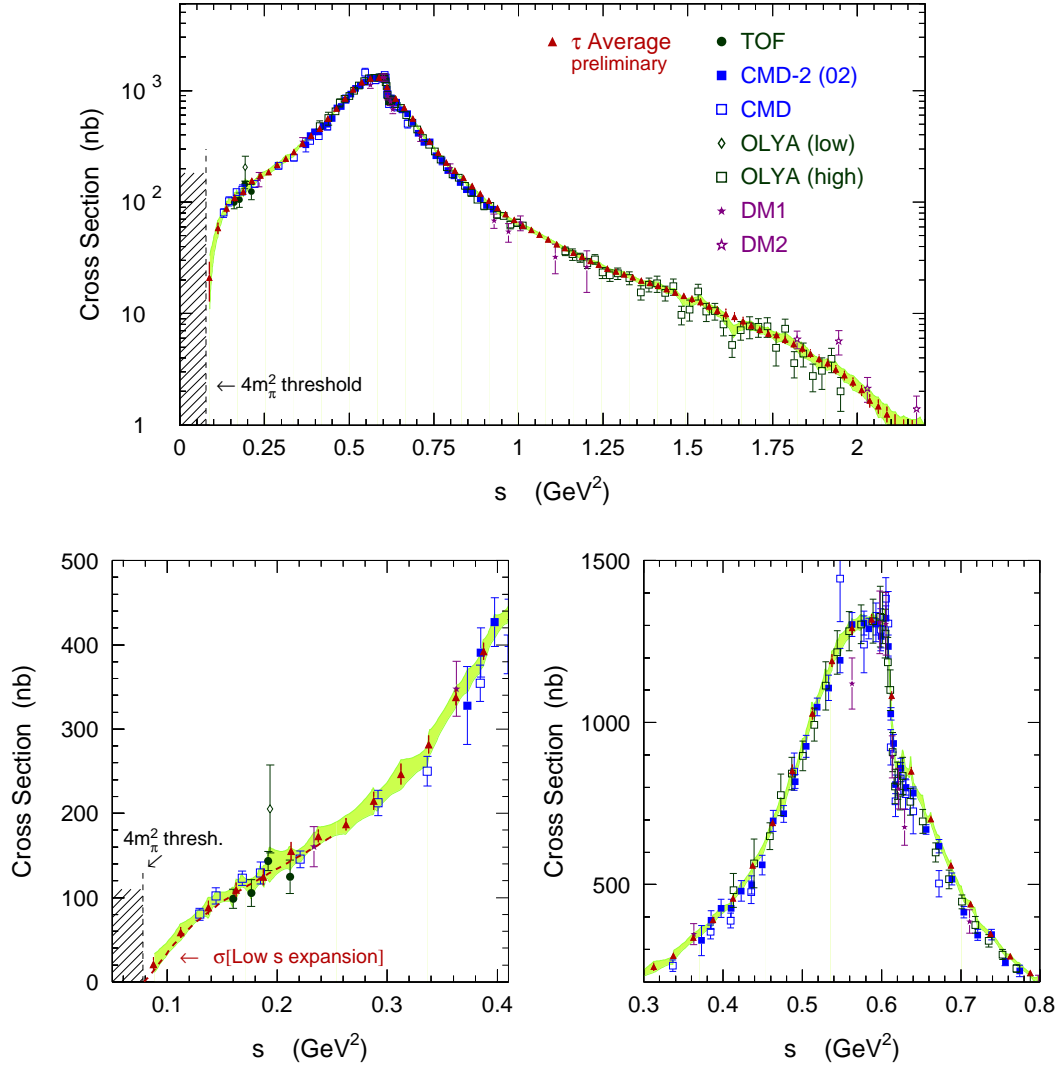 τ Average
preliminary
TOF
CMD-2 (02)
CMD
OLYA (low)
OLYA (high)
DM1
DM2
Cross Section (nb)
10³
10²
10
1
4m²π threshold
0 0.25 0.5 0.75 1 1.25 1.5 1.75 2
s (GeV²)
Cross Section (nb)
500
400
300
200
100
0
4m²π thresh.
σ[Low s expansion]
0.1 0.2 0.3 0.4
s (GeV²)
Cross Section (nb)
1500
1000
500
0.3 0.4 0.5 0.6 0.7 0.8
s (GeV²)